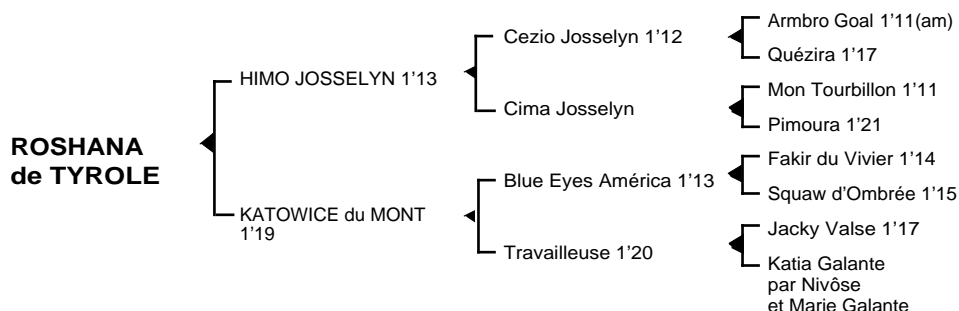 ROSHANA
de TYROLE
HIMO JOSSELYN 1’13
KATOWICE du MONT
1’19
Cezio Josselyn 1’12
Cima Josselyn
Blue Eyes América 1’13
Travailleuse 1’20
Armbro Goal 1’11(am)
Quézira 1’17
Mon Tourbillon 1’11
Pimoura 1’21
Fakir du Vivier 1’14
Squaw d’Ombrée 1’15
Jacky Valse 1’17
Katia Galante
par Nivôse
et Marie Galante